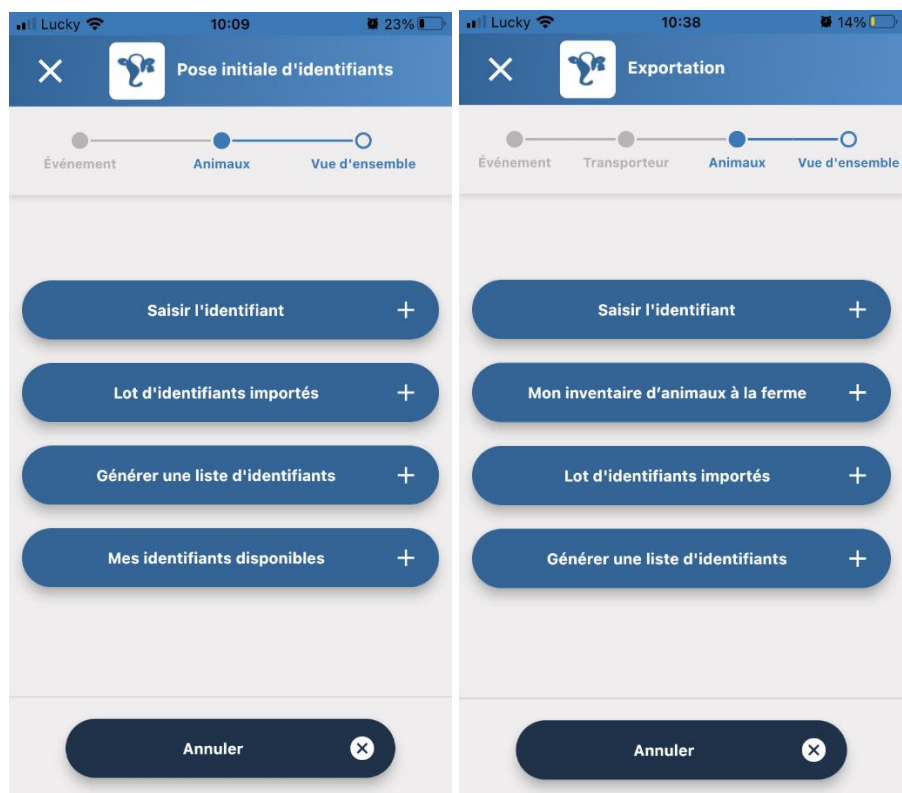 Lucky 10:09 23%
Pose initiale d'identifiants
Événement Animaux Vue d'ensemble
Saisir l'identifiant +
Lot d'identifiants importés +
Générer une liste d'identifiants +
Mes identifiants disponibles +
Annuler
Lucky 10:38 14%
Exportation
Événement Transporteur Animaux Vue d'ensemble
Saisir l'identifiant +
Mon inventaire d’animaux à la ferme +
Lot d'identifiants importés +
Générer une liste d'identifiants +
Annuler